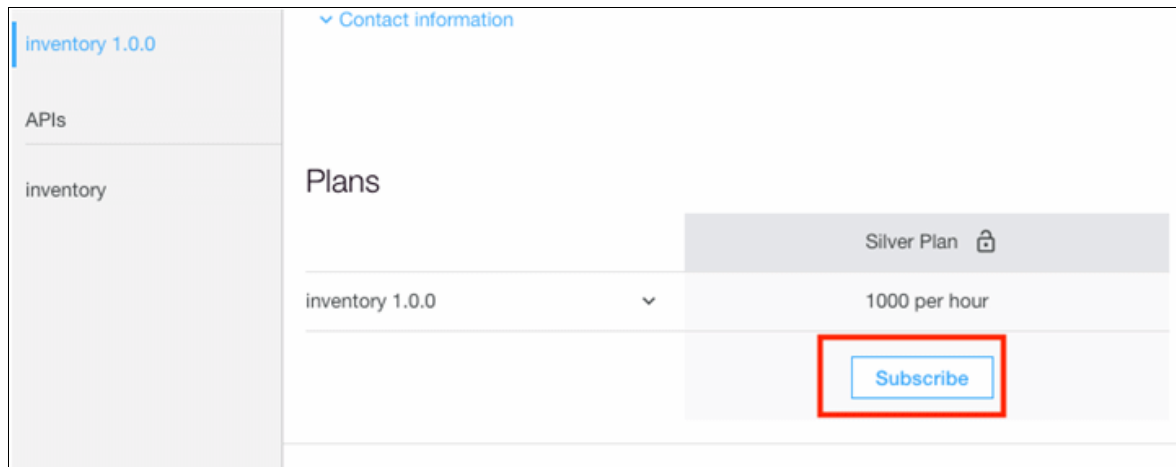 inventory 1.0.0
APIs
inventory
Contact information
Plans
Silver Plan
inventory 1.0.0 1000 per hour
Subscribe